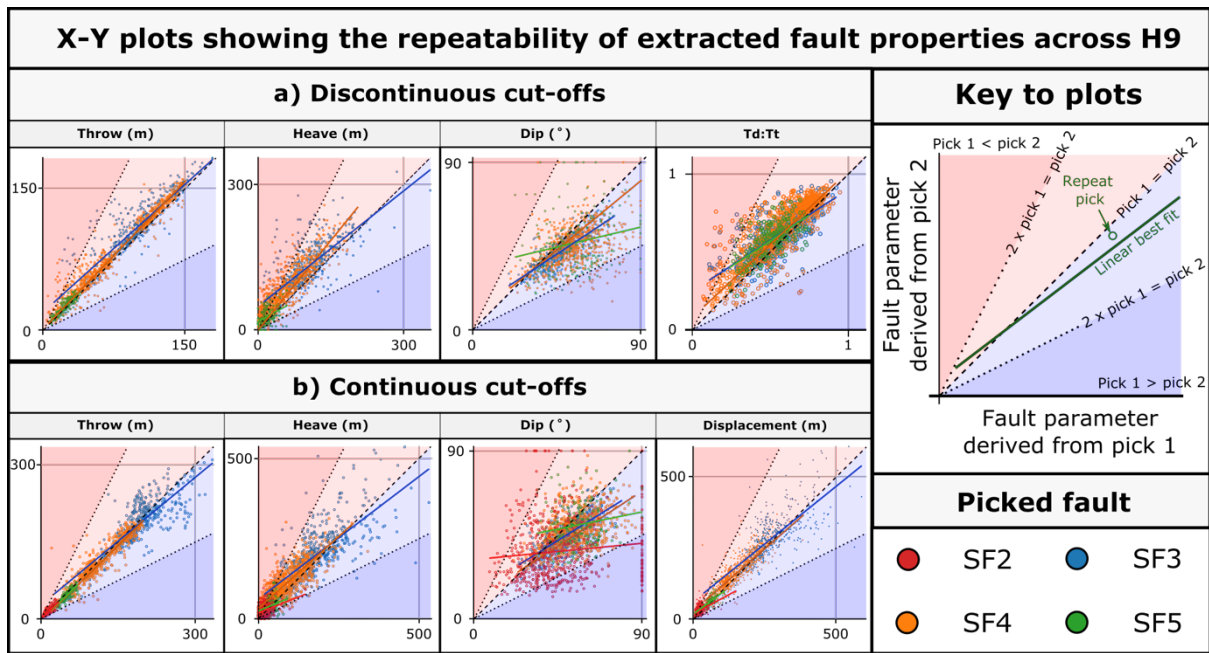 X-Y plots showing the repeatability of extracted fault properties across H9
a) Discontinuous cut-offs
Throw (m)
Heave (m)
Dip (˚)
Td:Tt
150
0
0
150
300
0
0
300
90
0
0
90
1
0
0
1
b) Continuous cut-offs
Throw (m)
Heave (m)
Dip (˚)
Displacement (m)
300
0
0
300
500
0
0
500
90
0
0
90
500
0
0
500
Key to plots
Pick 1 < pick 2
2 x pick 1 = pick 2
Pick 1 = pick 2
Repeat
pick
Linear best fit
2 x pick 1 = pick 2
Pick 1 > pick 2
Fault parameter
derived from pick 2
Fault parameter
derived from pick 1
Picked fault
SF2
SF3
SF4
SF5